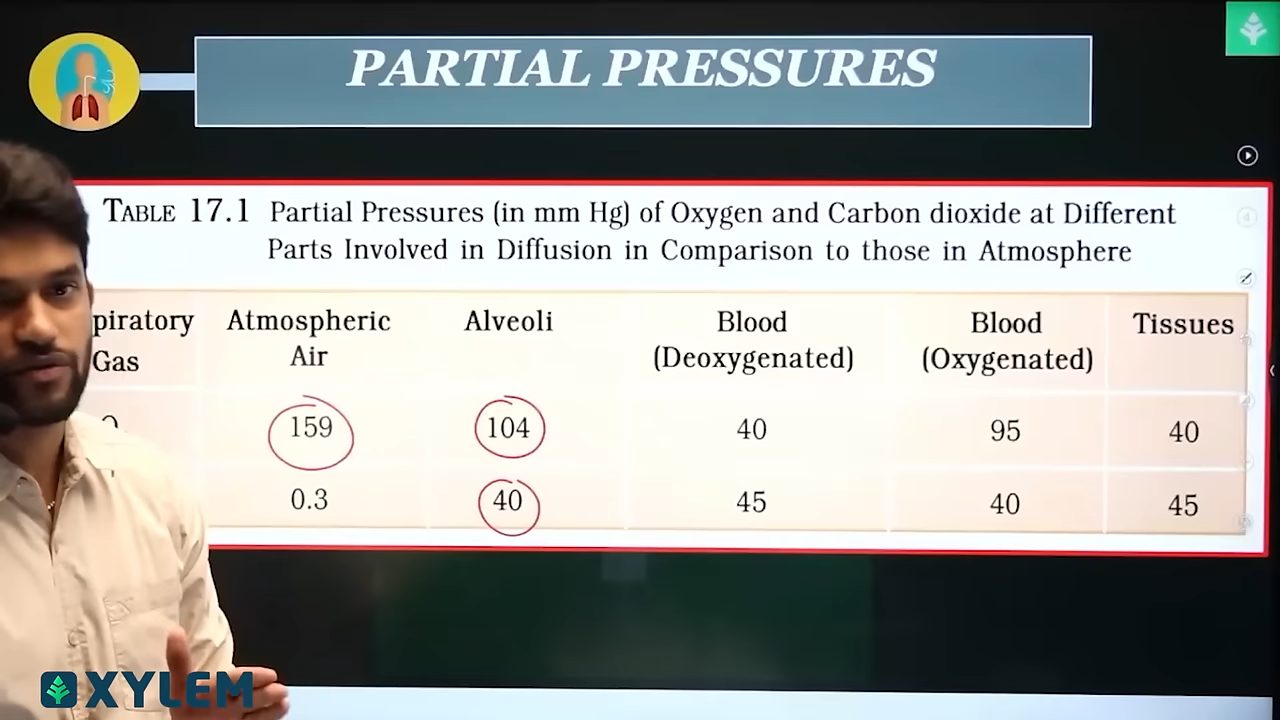 PARTIAL PRESSURES
TABLE 17.1 Partial Pressures (in mm Hg) of Oxygen and Carbon dioxide at Different
Parts Involved in Diffusion in Comparison to those in Atmosphere
piratory Gas
Atmospheric Air
Alveoli
Blood (Deoxygenated)
Blood (Oxygenated)
Tissues
159 104 40 95 40
0.3 40 45 40 45
XYLEM